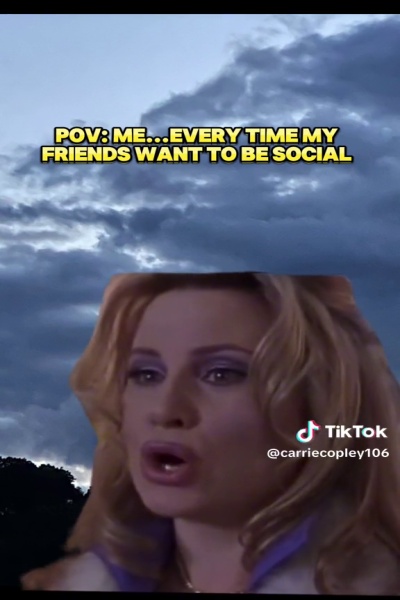 POV: ME...EVERY TIME MY
FRIENDS WANT TO BE SOCIAL
TikTok
@carriecopley106